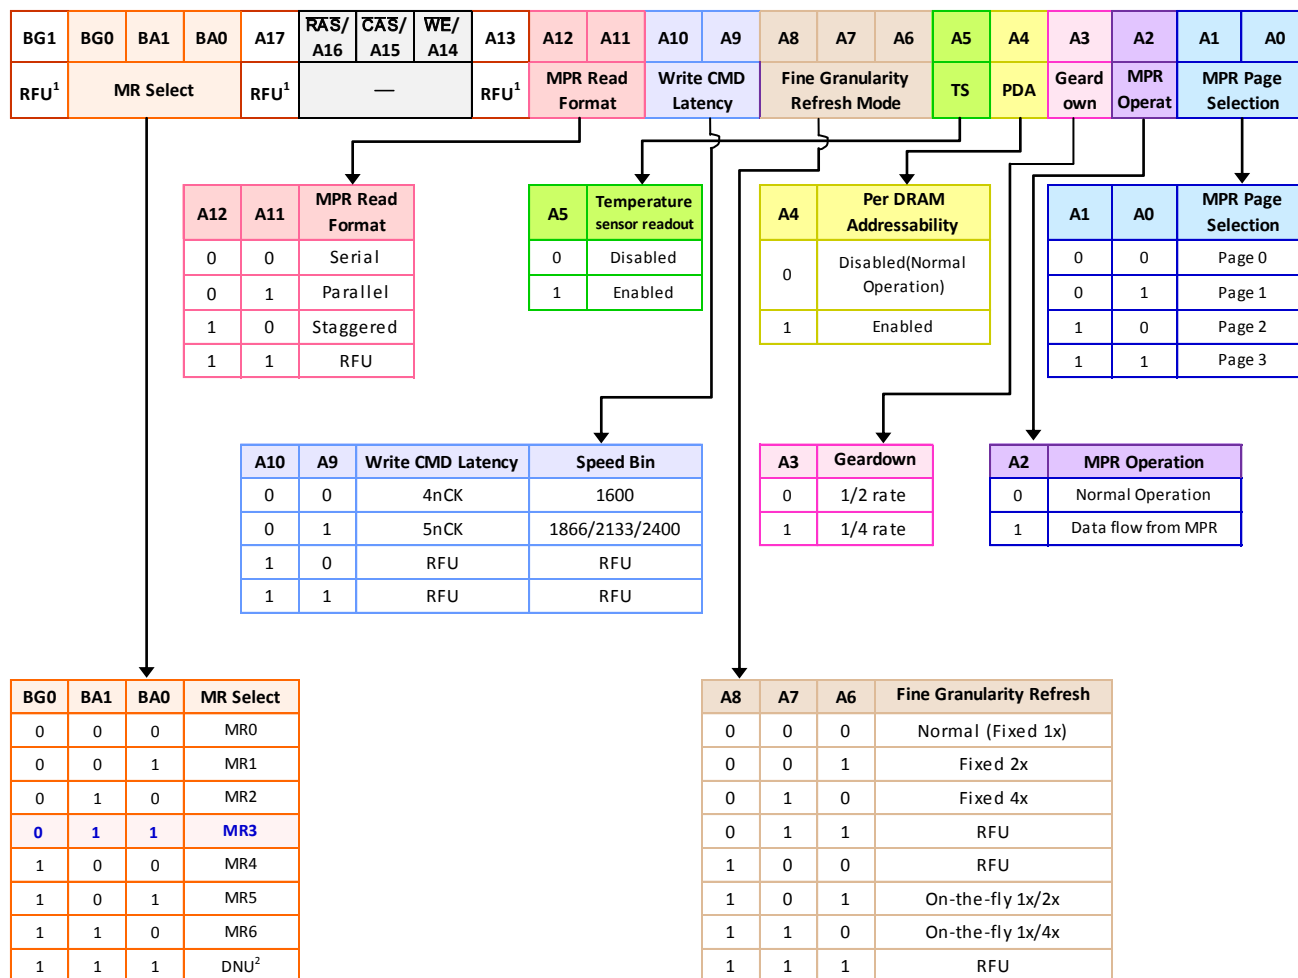 BG1 BG0 BA1 BA0 A17 RAS/ CAS/ WE/ A13 A12 A11 A10 A9 A8 A7 A6 A5 A4 A3 A2 A1 A0
A16 A15 A14
RFU¹ MR Select RFU¹ — RFU¹ MPR Read Write CMD Fine Granularity TS PDA Geard MPR MPR Page
Format Latency Refresh Mode own Operat Selection
A12 A11 MPR Read
Format
0 0 Serial
0 1 Parallel
1 0 Staggered
1 1 RFU
A5 Temperature
sensor readout
0 Disabled
1 Enabled
A4 Per DRAM
Addressability
0 Disabled(Normal
Operation)
1 Enabled
A1 A0 MPR Page
Selection
0 0 Page 0
0 1 Page 1
1 0 Page 2
1 1 Page 3
A10 A9 Write CMD Latency Speed Bin
0 0 4nCK 1600
0 1 5nCK 1866/2133/2400
1 0 RFU RFU
1 1 RFU RFU
A3 Geardown
0 1/2 rate
1 1/4 rate
A2 MPR Operation
0 Normal Operation
1 Data flow from MPR
BG0 BA1 BA0 MR Select
0 0 0 MR0
0 0 1 MR1
0 1 0 MR2
0 1 1 MR3
1 0 0 MR4
1 0 1 MR5
1 1 0 MR6
1 1 1 DNU²
A8 A7 A6 Fine Granularity Refresh
0 0 0 Normal (Fixed 1x)
0 0 1 Fixed 2x
0 1 0 Fixed 4x
0 1 1 RFU
1 0 0 RFU
1 0 1 On-the-fly 1x/2x
1 1 0 On-the-fly 1x/4x
1 1 1 RFU